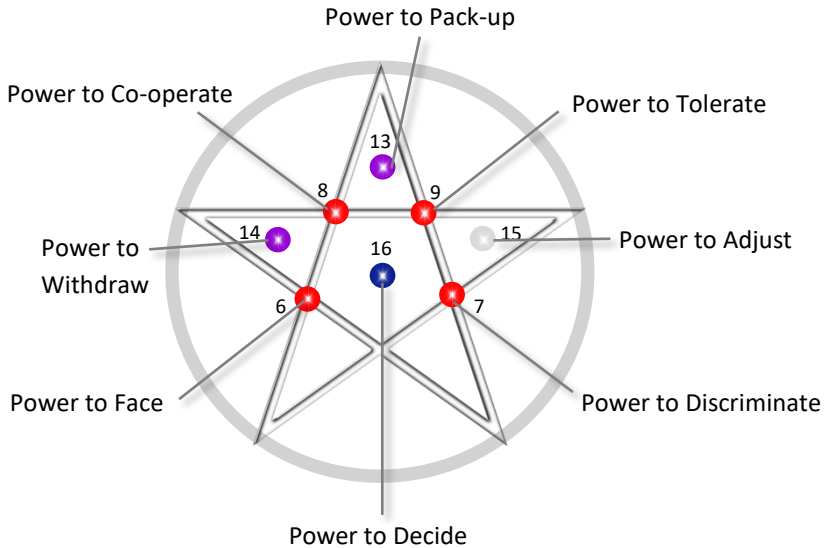 Power to Pack-up
Power to Co-operate
Power to Tolerate
13
8
9
14
15
Power to
Withdraw
16
Power to Adjust
6
7
Power to Face
Power to Discriminate
Power to Decide